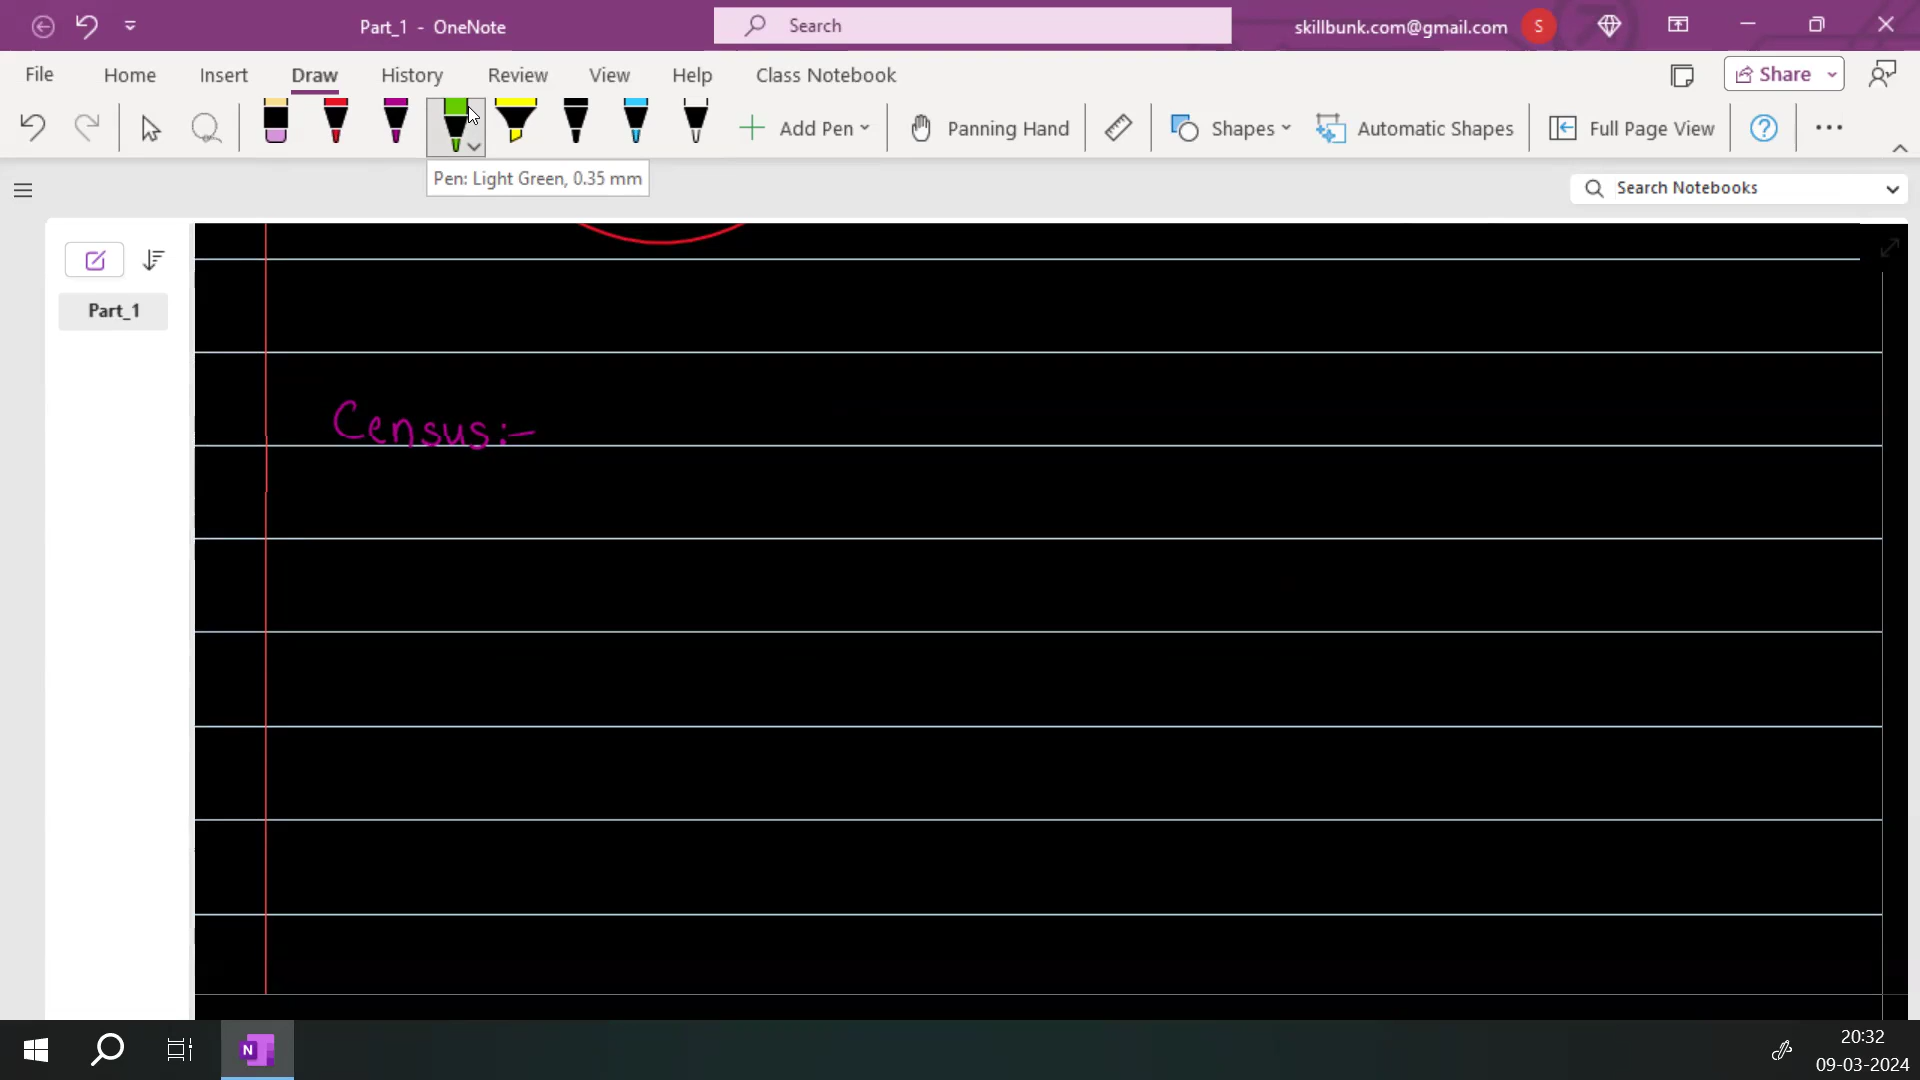 Part_1 - OneNote
Search
skillbunk.com@gmail.com
S
File
Home
Insert
Draw
History
Review
View
Help
Class Notebook
Share
Add Pen
Panning Hand
Shapes
Automatic Shapes
Full Page View
Pen: Light Green, 0.35 mm
Search Notebooks
Part_1
Census:-
N
20:32
09-03-2024